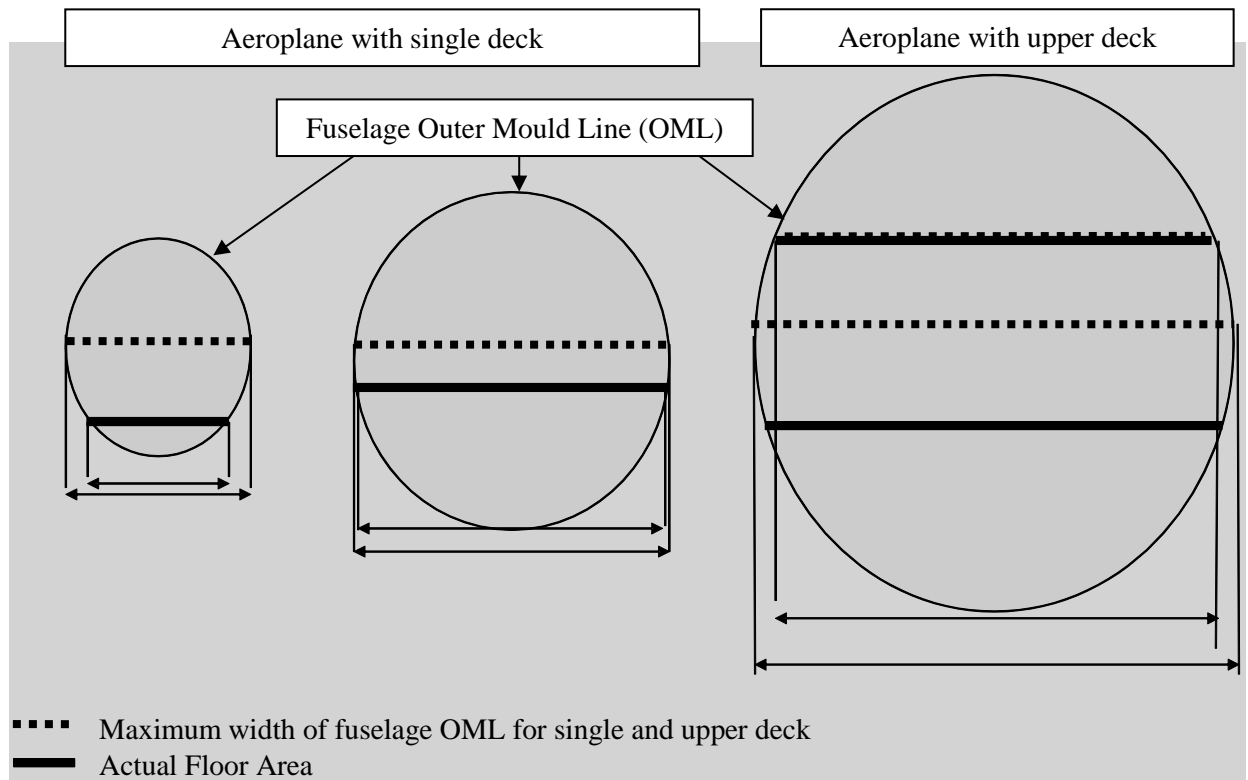 Aeroplane with single deck
Aeroplane with upper deck
Fuselage Outer Mould Line (OML)
Maximum width of fuselage OML for single and upper deck
Actual Floor Area